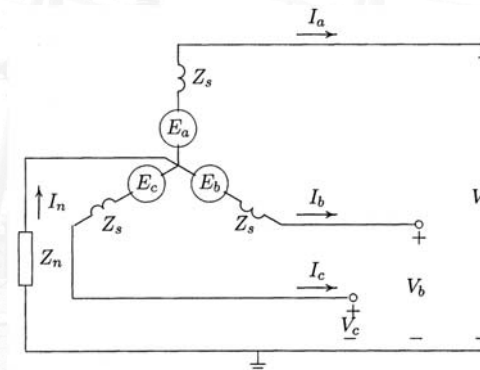 I_a
Z_s
E_a
E_c
E_b
I_n
Z_s
Z_s
I_b
+
V
Z_n
I_c
V_b
+
V_c
− −